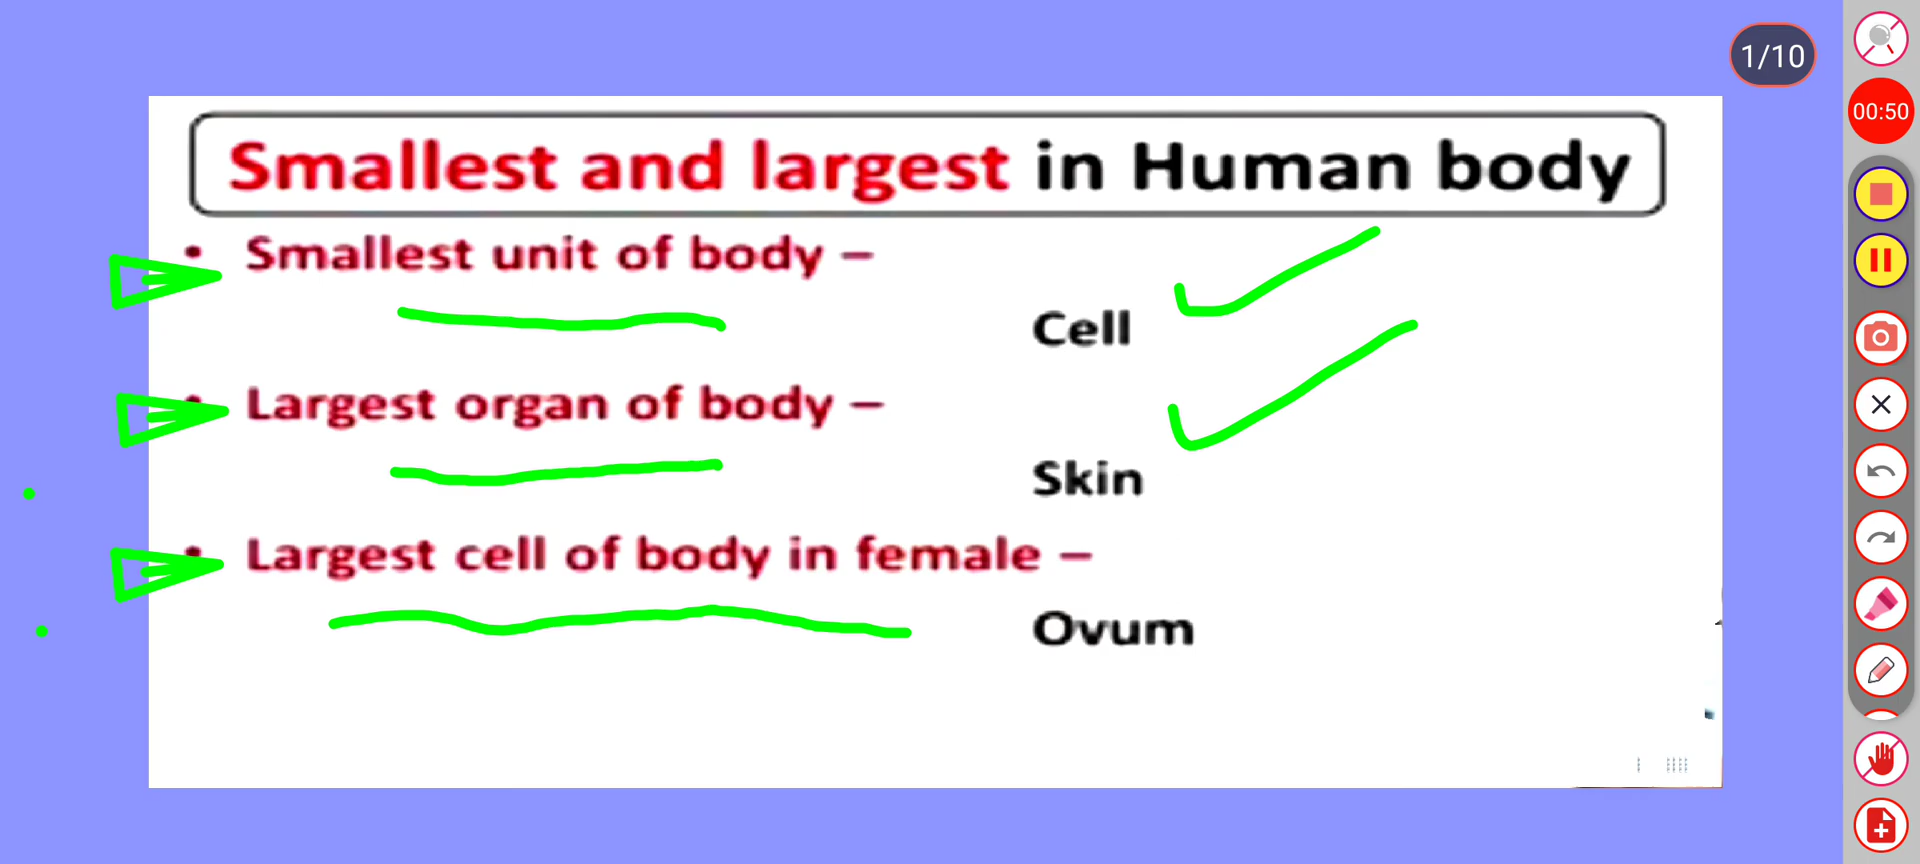 1/10
00:50
Smallest and largest in Human body
• Smallest unit of body –
Cell
• Largest organ of body –
Skin
• Largest cell of body in female –
Ovum